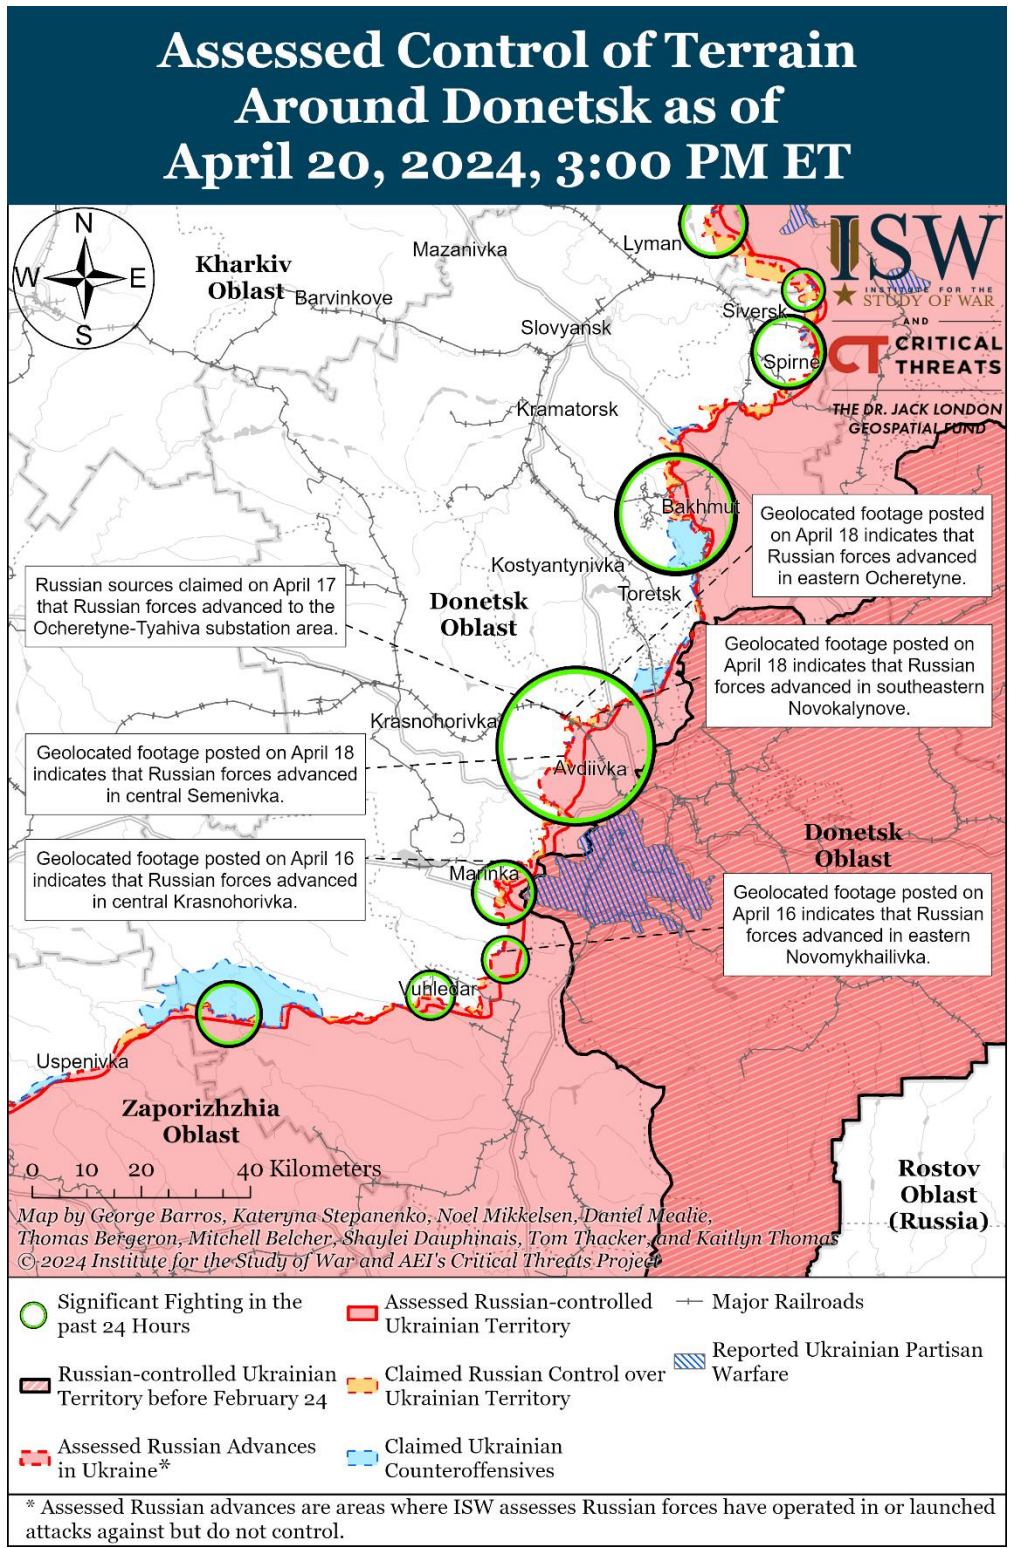 Assessed Control of Terrain
Around Donetsk as of
April 20, 2024, 3:00 PM ET
N
W
E
S
Kharkiv
Oblast
Mazanivka
Lyman
Barvinkove
Slovyansk
Siversk
Spirne
Kramatorsk
ISW
INSTITUTE FOR THE
STUDY OF WAR
AND
CT CRITICAL
THREATS
THE DR. JACK LONDON
GEOSPATIAL FUND
Bakhmut
Geolocated footage posted
on April 18 indicates that
Russian forces advanced
in eastern Ocheretyne.
Kostyantynivka
Toretsk
Donetsk
Oblast
Russian sources claimed on April 17
that Russian forces advanced to the
Ocheretyne-Tyahiva substation area.
Geolocated footage posted on
April 18 indicates that Russian
forces advanced in southeastern
Novokalynove.
Krasnohorivka
Avdiivka
Geolocated footage posted on April 18
indicates that Russian forces advanced
in central Semenivka.
Donetsk
Oblast
Geolocated footage posted on April 16
indicates that Russian forces advanced
in central Krasnohorivka.
Marinka
Geolocated footage posted on
April 16 indicates that Russian
forces advanced in eastern
Novomykhailivka.
Vuhledar
Uspenivka
Zaporizhzhia
Oblast
Rostov
Oblast
(Russia)
0 10 20 40 Kilometers
Map by George Barros, Kateryna Stepanenko, Noel Mikkelsen, Daniel Mealie,
Thomas Bergeron, Mitchell Belcher, Shaylei Dauphinais, Tom Thacker, and Kaitlyn Thomas
© 2024 Institute for the Study of War and AEI's Critical Threats Project
Significant Fighting in the
past 24 Hours
Russian-controlled Ukrainian
Territory before February 24
Assessed Russian Advances
in Ukraine*
Assessed Russian-controlled
Ukrainian Territory
Claimed Russian Control over
Ukrainian Territory
Claimed Ukrainian
Counteroffensives
Major Railroads
Reported Ukrainian Partisan
Warfare
* Assessed Russian advances are areas where ISW assesses Russian forces have operated in or launched
attacks against but do not control.